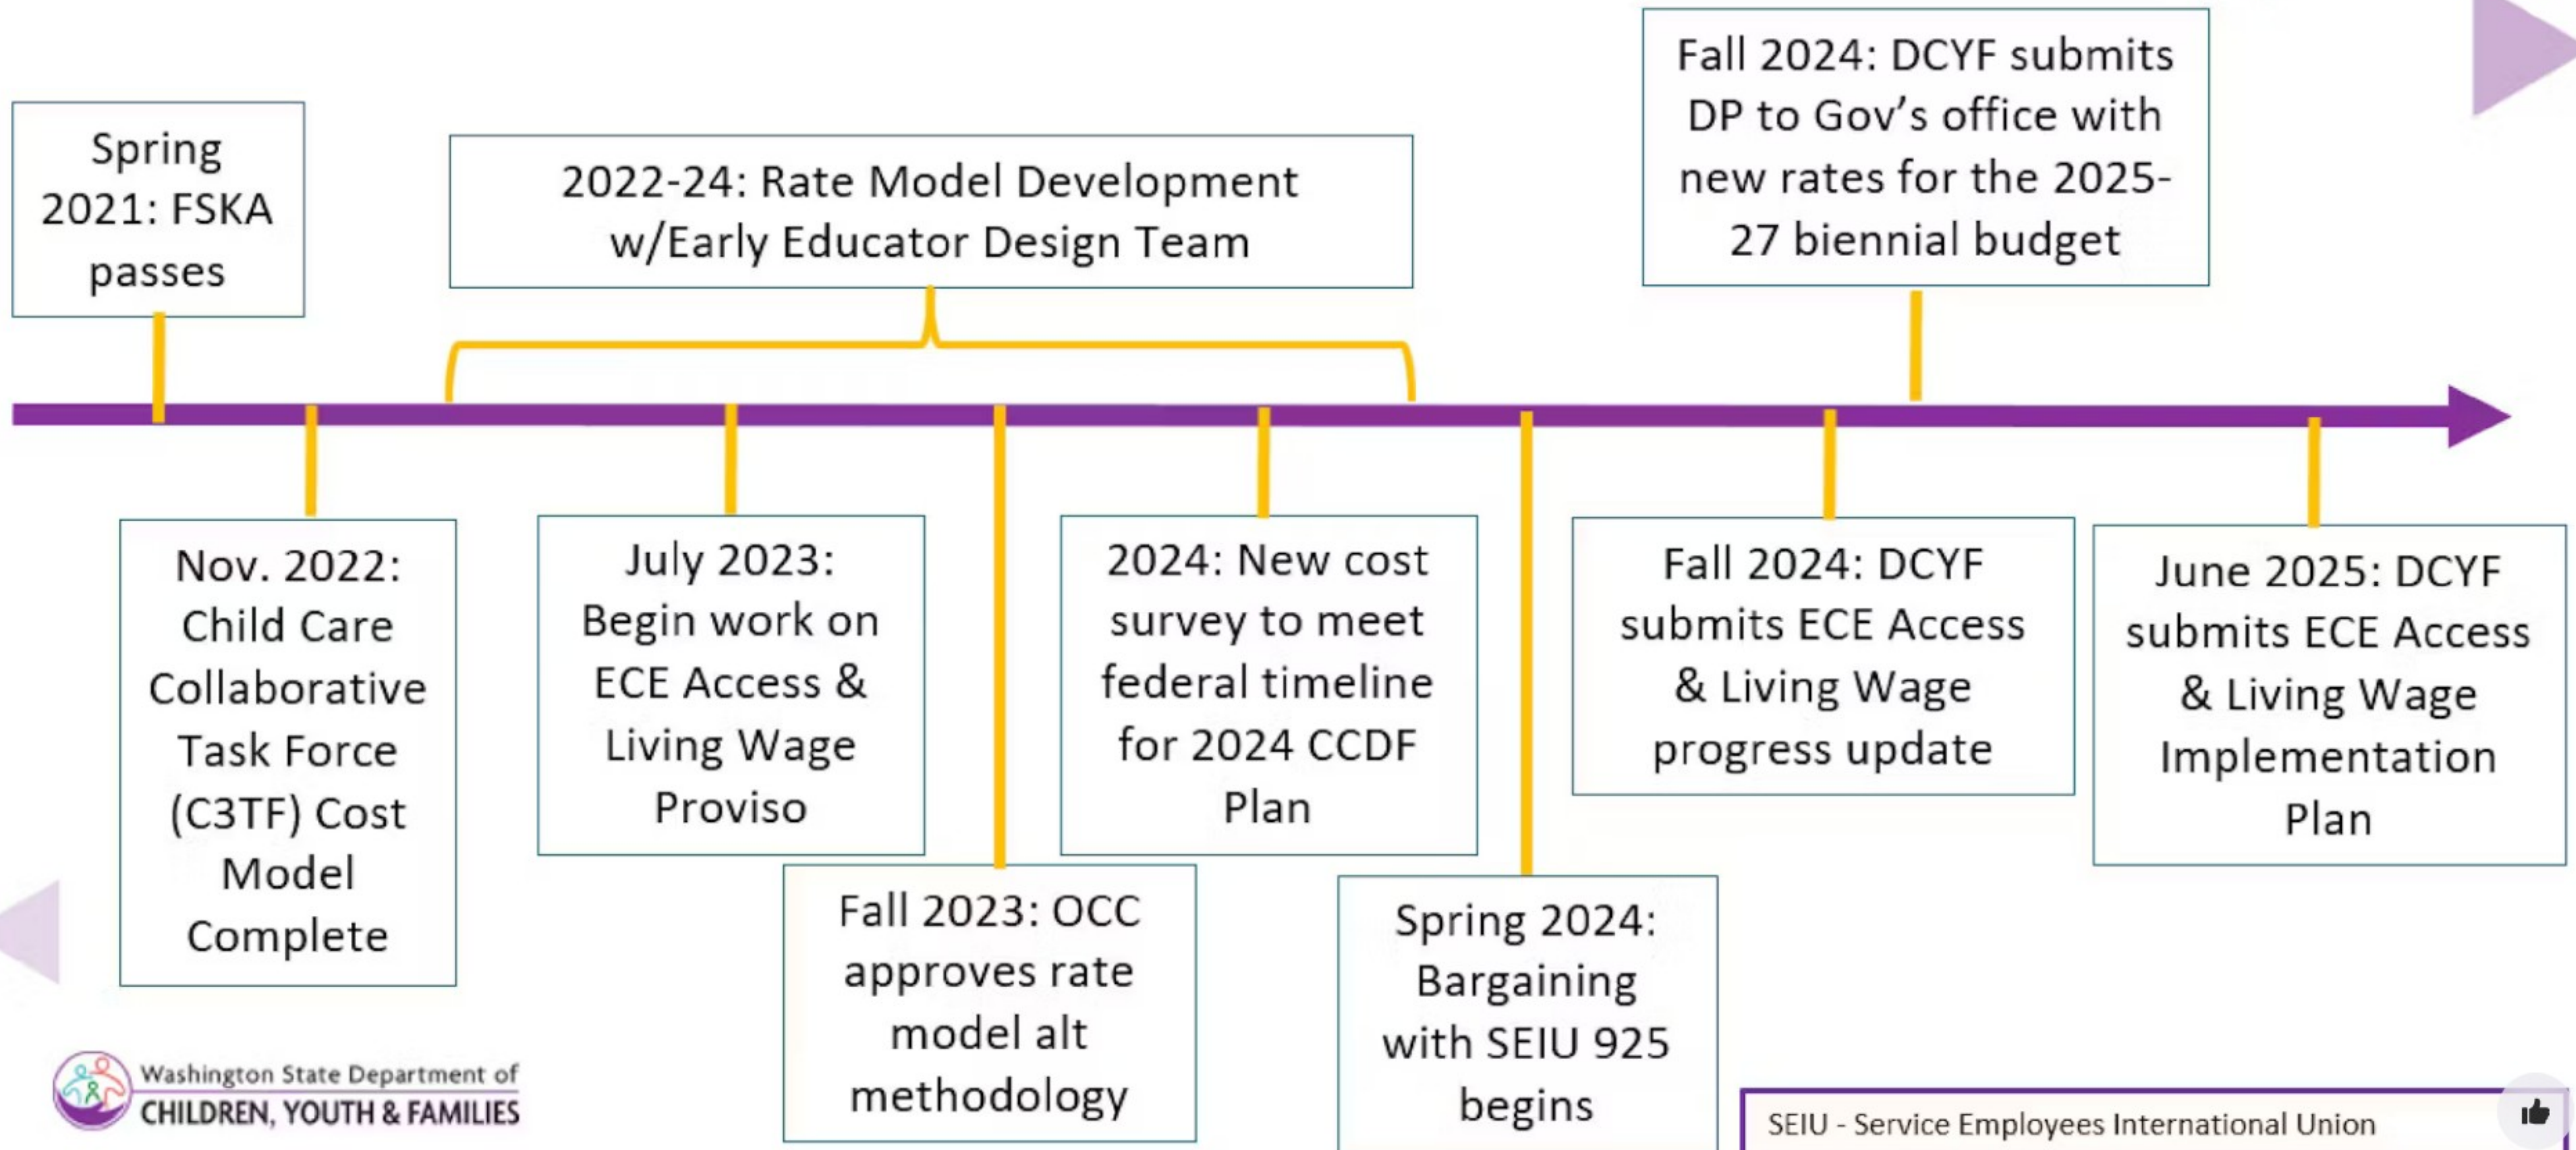 Spring
2021: FSKA
passes
2022-24: Rate Model Development
w/Early Educator Design Team
Fall 2024: DCYF submits
DP to Gov’s office with
new rates for the 2025-
27 biennial budget
Nov. 2022:
Child Care
Collaborative
Task Force
(C3TF) Cost
Model
Complete
July 2023:
Begin work on
ECE Access &
Living Wage
Proviso
Fall 2023: OCC
approves rate
model alt
methodology
2024: New cost
survey to meet
federal timeline
for 2024 CCDF
Plan
Spring 2024:
Bargaining
with SEIU 925
begins
Fall 2024: DCYF
submits ECE Access
& Living Wage
progress update
June 2025: DCYF
submits ECE Access
& Living Wage
Implementation
Plan
Washington State Department of
CHILDREN, YOUTH & FAMILIES
SEIU - Service Employees International Union